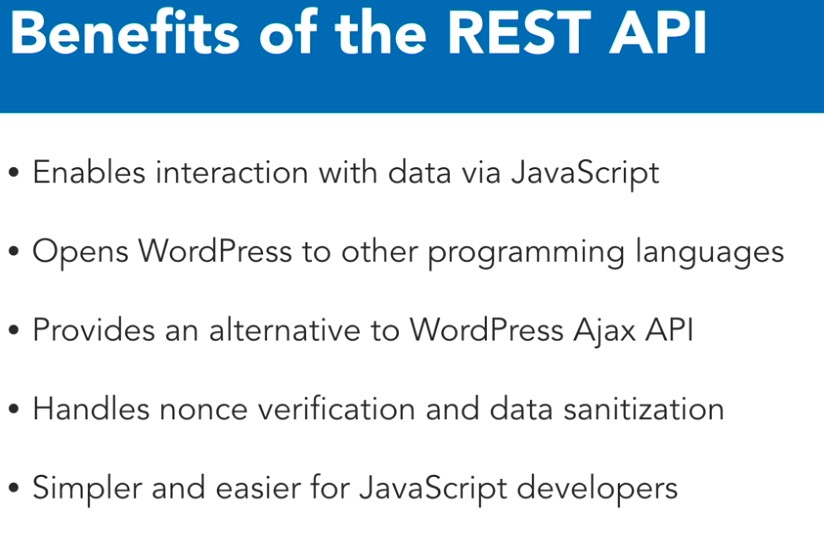 Benefits of the REST API
• Enables interaction with data via JavaScript
• Opens WordPress to other programming languages
• Provides an alternative to WordPress Ajax API
• Handles nonce verification and data sanitization
• Simpler and easier for JavaScript developers